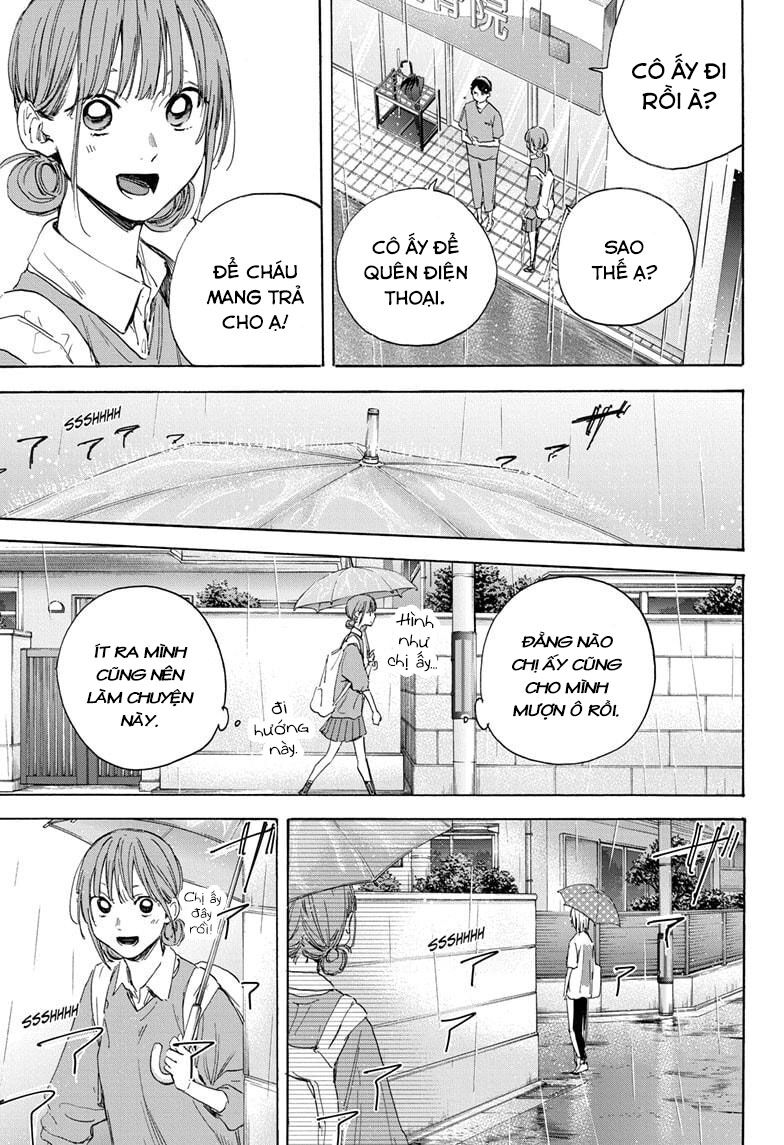 院
CÔ ẤY ĐI
RỒI À?
SAO
THẾ Ạ?
CÔ ẤY ĐỂ
QUÊN ĐIỆN
THOẠI.
ĐỂ CHÁU
MANG TRẢ
CHO Ạ!
SSSHHHH
ĐẰNG NÀO
CHỊ ẤY CŨNG
CHO MÌNH
MƯỢN Ô RỒI.
Hình
như
chị ấy...
đi
hướng
này.
ÍT RA MÌNH
CŨNG NÊN
LÀM CHUYỆN
NÀY.
SSSHHHH
Chị ấy
đây
rồi!
SSSHHHH